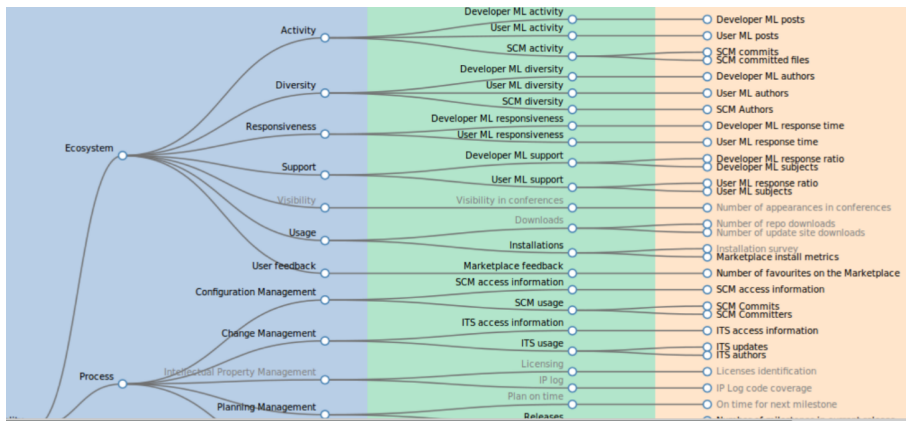 Developer ML activity
Developer ML posts
Activity
User ML activity
User ML posts
SCM activity
SCM commits
SCM committed files
Developer ML diversity
Developer ML authors
Diversity
User ML diversity
User ML authors
SCM diversity
SCM Authors
Developer ML responsiveness
Developer ML response time
Responsiveness
User ML responsiveness
User ML response time
Ecosystem
Developer ML support
Developer ML response ratio
Developer ML subjects
Support
User ML support
User ML response ratio
User ML subjects
Visibility
Visibility in conferences
Number of appearances in conferences
Downloads
Number of repo downloads
Number of update site downloads
Usage
Installations
Installation survey
Marketplace install metrics
User feedback
Marketplace feedback
Number of favourites on the Marketplace
SCM access information
SCM access information
Configuration Management
SCM usage
SCM Commits
SCM Committers
ITS access information
ITS access information
Change Management
ITS usage
ITS updates
ITS authors
Process
Intellectual Property Management
Licensing
Licenses identification
IP log
IP Log code coverage
Plan on time
On time for next milestone
Planning Management
Releases